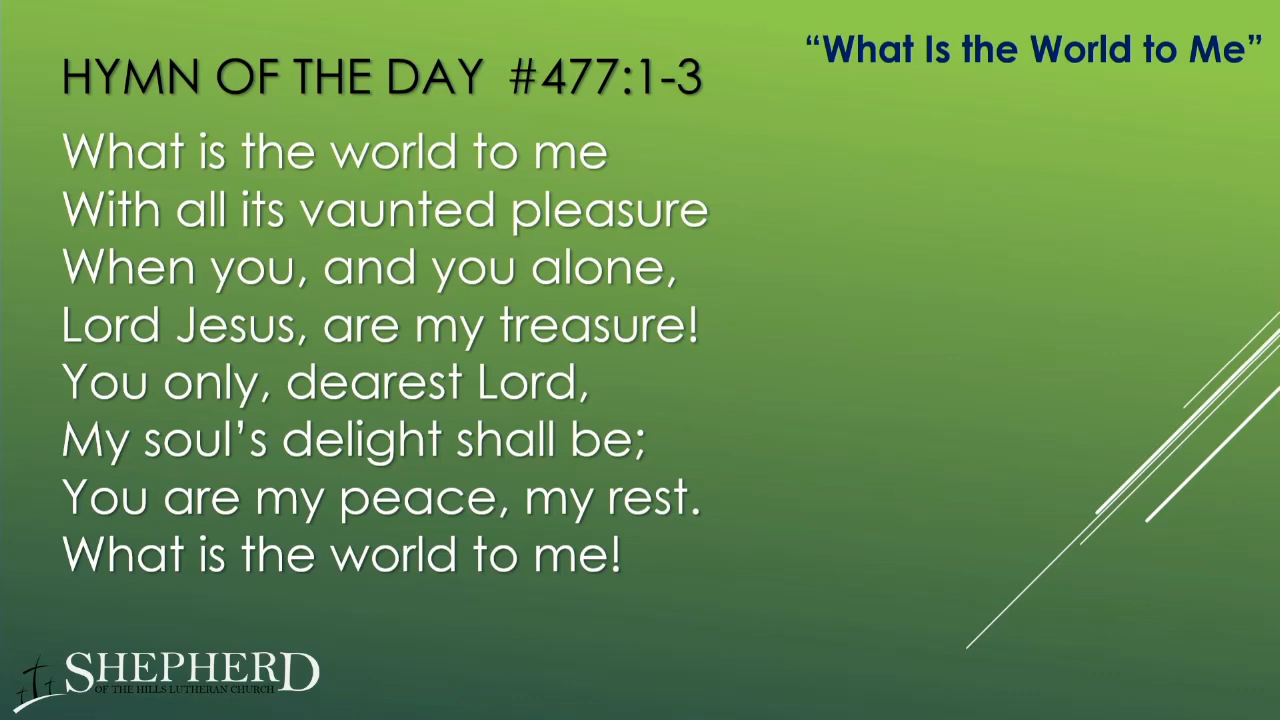 HYMN OF THE DAY #477:1-3
“What Is the World to Me”
What is the world to me
With all its vaunted pleasure
When you, and you alone,
Lord Jesus, are my treasure!
You only, dearest Lord,
My soul’s delight shall be;
You are my peace, my rest.
What is the world to me!
SHEPHERD
OF THE HILLS LUTHERAN CHURCH